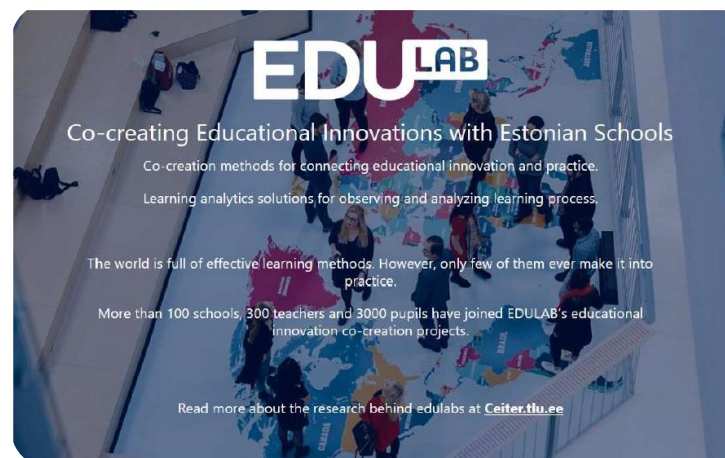 EDULAB
Co-creating Educational Innovations with Estonian Schools
Co-creation methods for connecting educational innovation and practice.
Learning analytics solutions for observing and analyzing learning process.
The world is full of effective learning methods. However, only few of them ever make it into
practice.
More than 100 schools, 300 teachers and 3000 pupils have joined EDULAB's educational
innovation co-creation projects.
Read more about the research behind edulabs at Ceiter.tlu.ee
AUSTRALIA
BRAZIL
CANADA